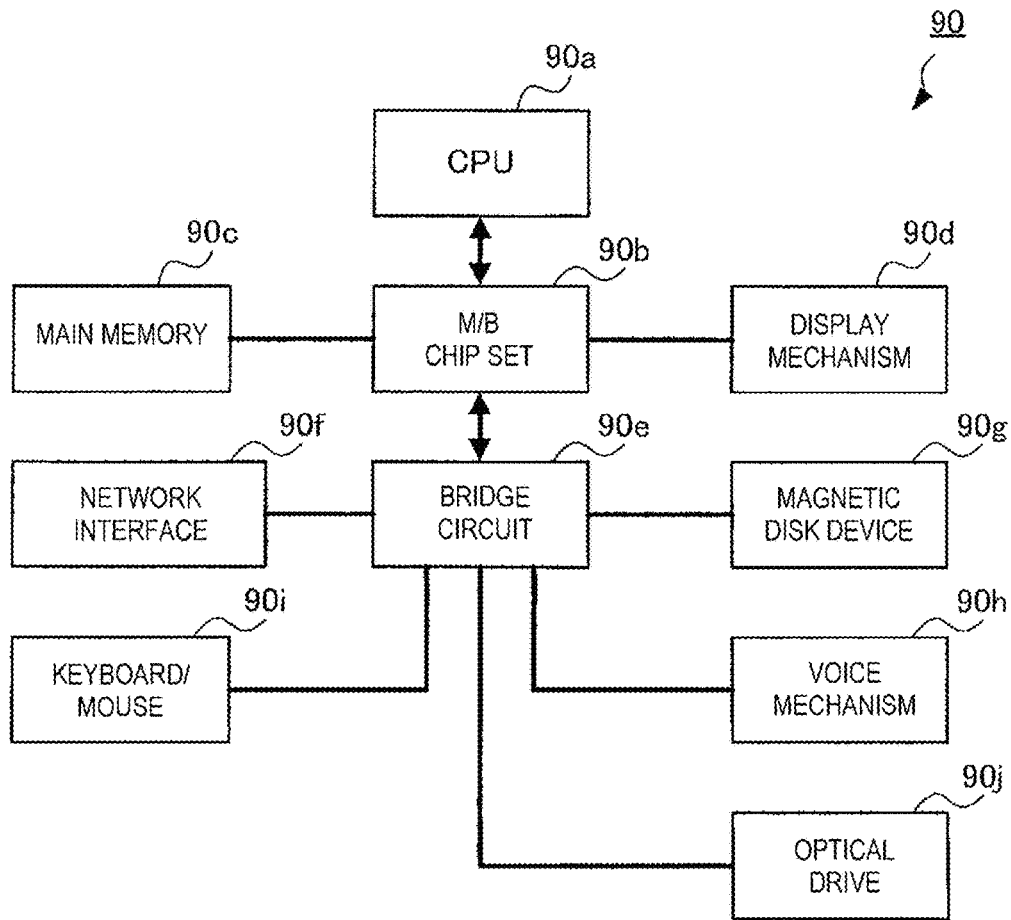 90
90a
CPU
90c
90b
90d
MAIN MEMORY
M/B
CHIP SET
DISPLAY
MECHANISM
90f
90e
90g
NETWORK
INTERFACE
BRIDGE
CIRCUIT
MAGNETIC
DISK DEVICE
90i
90h
KEYBOARD/
MOUSE
VOICE
MECHANISM
90j
OPTICAL
DRIVE